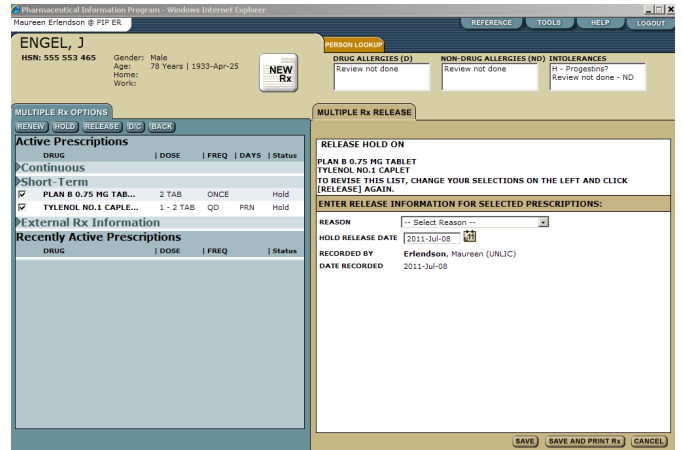 Pharmaceutical Information Program - Windows Internet Explorer
Maureen Erlendson @ PIP ER
REFERENCE TOOLS HELP LOGOUT
ENGEL, J
HSN: 555 553 465
Gender: Male
Age: 78 Years | 1933-Apr-25
Home:
Work:
NEW Rx
PERSON LOOKUP
DRUG ALLERGIES (D)
Review not done
NON-DRUG ALLERGIES (ND)
Review not done
INTOLERANCES
H - Progestins?
Review not done - ND
MULTIPLE Rx OPTIONS
RENEW HOLD RELEASE D/C BACK
Active Prescriptions
DRUG | DOSE | FREQ | DAYS | Status
Continuous
Short-Term
PLAN B 0.75 MG TAB... 2 TAB ONCE Hold
TYLENOL NO.1 CAPLE... 1 - 2 TAB QD PRN Hold
External Rx Information
Recently Active Prescriptions
DRUG | DOSE | FREQ | Status
MULTIPLE Rx RELEASE
RELEASE HOLD ON
PLAN B 0.75 MG TABLET
TYLENOL NO.1 CAPLET
TO REVISE THIS LIST, CHANGE YOUR SELECTIONS ON THE LEFT AND CLICK
[RELEASE] AGAIN.
ENTER RELEASE INFORMATION FOR SELECTED PRESCRIPTIONS:
REASON -- Select Reason --
HOLD RELEASE DATE 2011-Jul-08
RECORDED BY Erlendson, Maureen (UNLIC)
DATE RECORDED 2011-Jul-08
SAVE SAVE AND PRINT Rx CANCEL